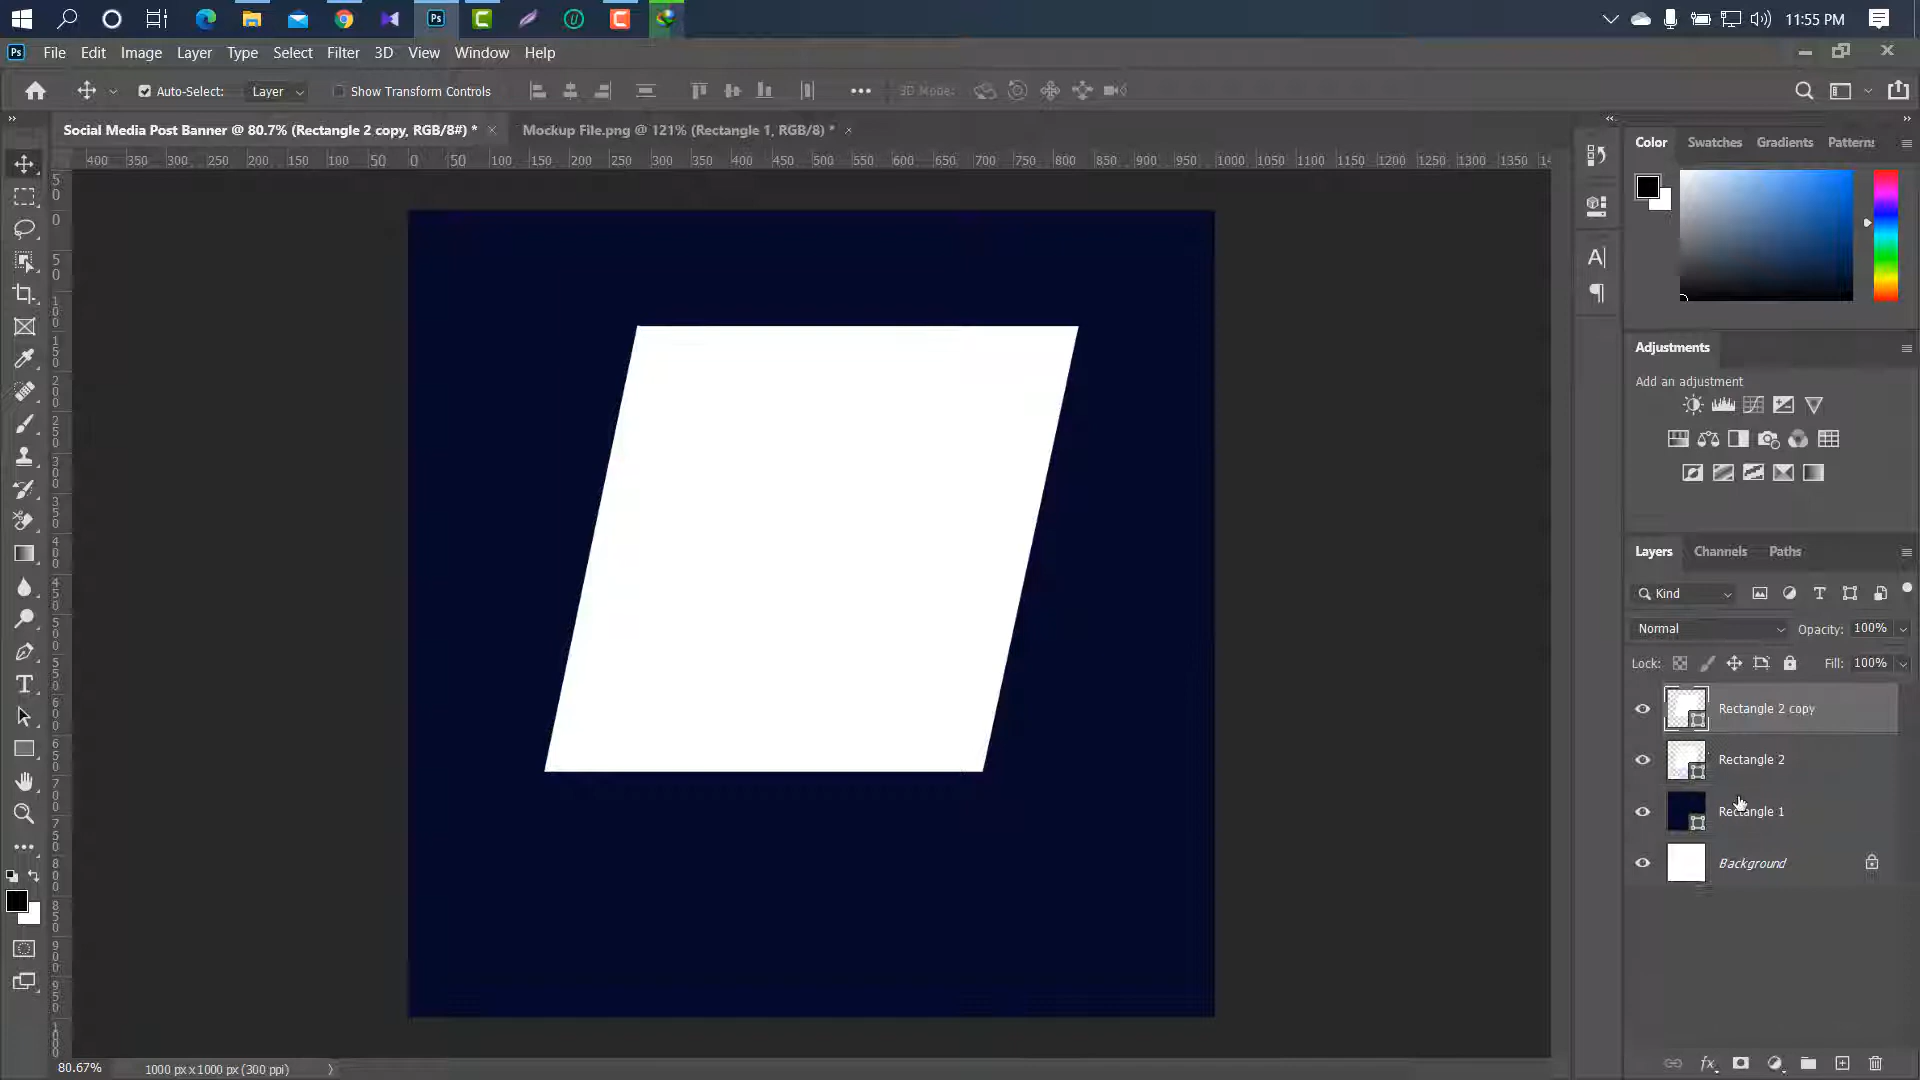 11:55 PM
Ps File Edit Image Layer Type Select Filter 3D View Window Help
Auto-Select: Layer Show Transform Controls 3D Mode:
Social Media Post Banner @ 80.7% (Rectangle 2 copy, RGB/8#) * Mockup File.png @ 121% (Rectangle 1, RGB/8) *
400 350 300 250 200 150 100 50 0 50 100 150 200 250 300 350 400 450 500 550 600 650 700 750 800 850 900 950 1000 1050 1100 1150 1200 1250 1300 1350
Color Swatches Gradients Patterns
Adjustments
Add an adjustment
Layers Channels Paths
Kind
Normal Opacity: 100%
Lock: Fill: 100%
Rectangle 2 copy
Rectangle 2
Rectangle 1
Background
80.67% 1000 px x 1000 px (300 ppi)